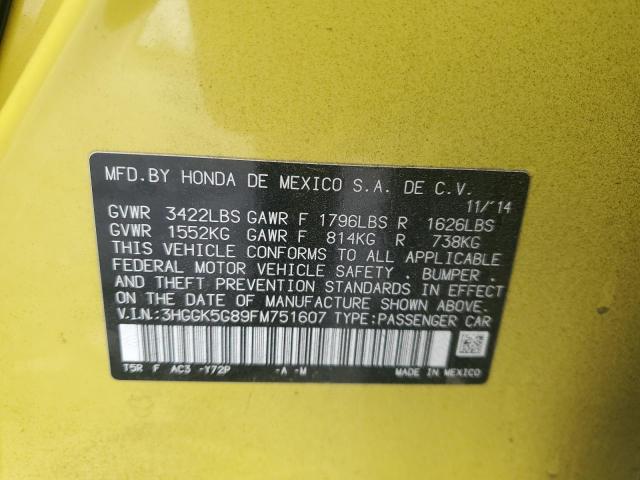 MFD.BY HONDA DE MEXICO S.A. DE C.V.
11/'14
GVWR 3422LBS GAWR F 1796LBS R 1626LBS
GVWR 1552KG GAWR F 814KG R 738KG
THIS VEHICLE CONFORMS TO ALL APPLICABLE
FEDERAL MOTOR VEHICLE SAFETY . BUMPER .
AND THEFT PREVENTION STANDARDS IN EFFECT
ON THE DATE OF MANUFACTURE SHOWN ABOVE.
V.I.N.:3HGGK5G89FM751607 TYPE:PASSENGER CAR
T5R F AC3 -Y72P -A -M MADE IN MEXICO